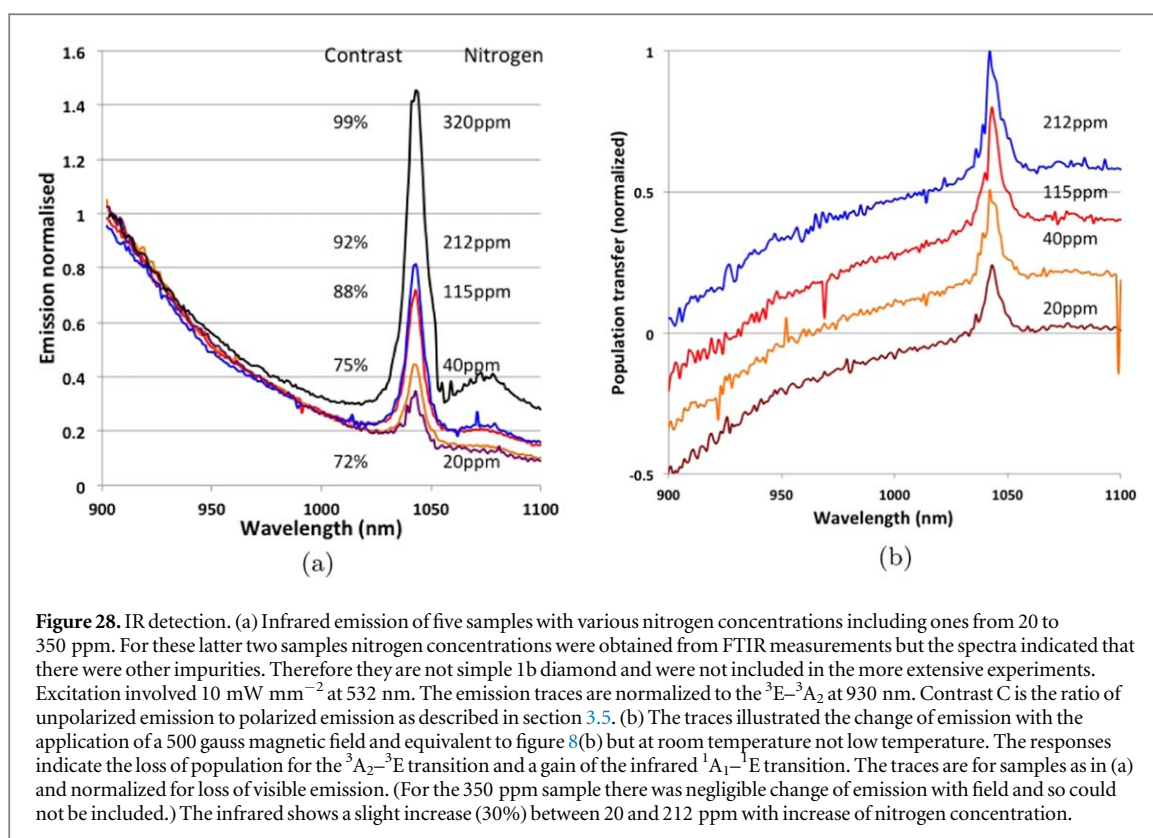 1.6
1.4
1.2
1
0.8
0.6
0.4
0.2
0
Emission normalised
Contrast Nitrogen
99% 320ppm
92% 212ppm
88% 115ppm
75% 40ppm
72% 20ppm
900 950 1000 1050 1100
Wavelength (nm)
(a)
1
0.5
0
-0.5
Population transfer (normalized)
212ppm
115ppm
40ppm
20ppm
900 950 1000 1050 1100
Wavelength (nm)
(b)
Figure 28. IR detection. (a) Infrared emission of five samples with various nitrogen concentrations including ones from 20 to
350 ppm. For these latter two samples nitrogen concentrations were obtained from FTIR measurements but the spectra indicated that
there were other impurities. Therefore they are not simple 1b diamond and were not included in the more extensive experiments.
Excitation involved 10 mW mm⁻² at 532 nm. The emission traces are normalized to the ³E–³A₂ at 930 nm. Contrast C is the ratio of
unpolarized emission to polarized emission as described in section 3.5. (b) The traces illustrated the change of emission with the
application of a 500 gauss magnetic field and equivalent to figure 8(b) but at room temperature not low temperature. The responses
indicate the loss of population for the ³A₂–³E transition and a gain of the infrared ¹A₁–¹E transition. The traces are for samples as in (a)
and normalized for loss of visible emission. (For the 350 ppm sample there was negligible change of emission with field and so could
not be included.) The infrared shows a slight increase (30%) between 20 and 212 ppm with increase of nitrogen concentration.